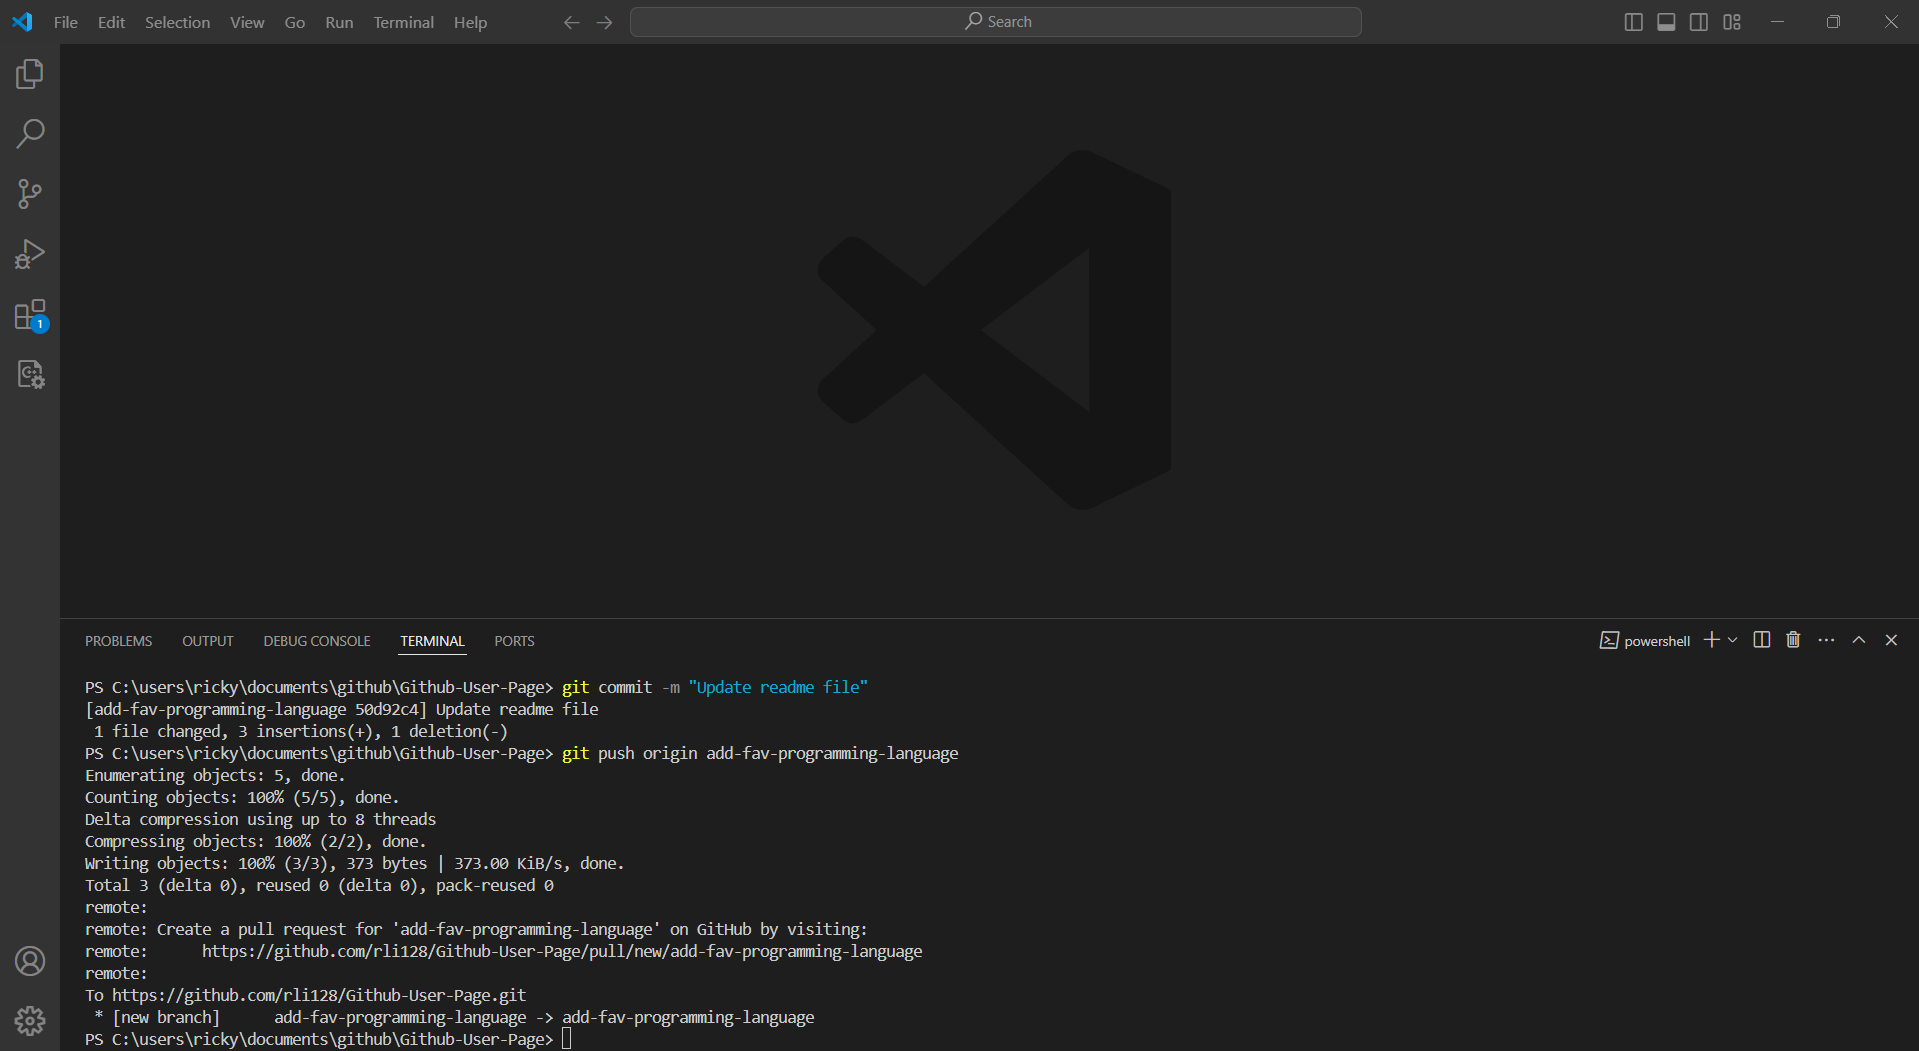 File Edit Selection View Go Run Terminal Help
Search
1
PROBLEMS OUTPUT DEBUG CONSOLE TERMINAL PORTS
powershell
PS C:\users\ricky\documents\github\Github-User-Page> git commit -m "Update readme file"
[add-fav-programming-language 50d92c4] Update readme file
1 file changed, 3 insertions(+), 1 deletion(-)
PS C:\users\ricky\documents\github\Github-User-Page> git push origin add-fav-programming-language
Enumerating objects: 5, done.
Counting objects: 100% (5/5), done.
Delta compression using up to 8 threads
Compressing objects: 100% (2/2), done.
Writing objects: 100% (3/3), 373 bytes | 373.00 KiB/s, done.
Total 3 (delta 0), reused 0 (delta 0), pack-reused 0
remote:
remote: Create a pull request for 'add-fav-programming-language' on GitHub by visiting:
remote:      https://github.com/rli128/Github-User-Page/pull/new/add-fav-programming-language
remote:
To https://github.com/rli128/Github-User-Page.git
* [new branch]      add-fav-programming-language -> add-fav-programming-language
PS C:\users\ricky\documents\github\Github-User-Page>